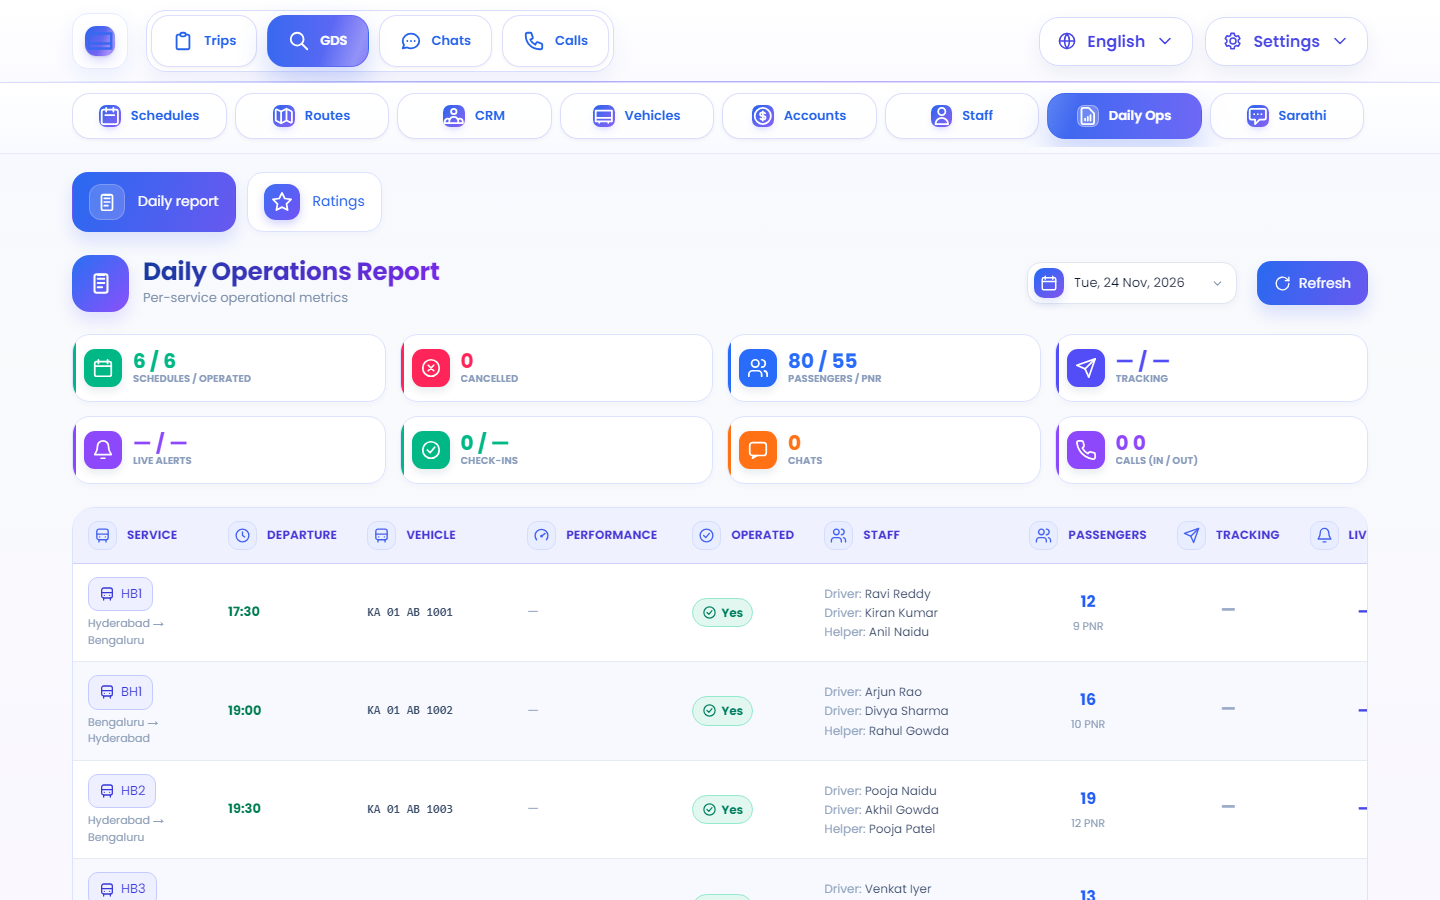 Trips
GDS
Chats
Calls
English
Settings
Schedules
Routes
CRM
Vehicles
Accounts
Staff
Daily Ops
Sarathi
Daily report
Ratings
Daily Operations Report
Per-service operational metrics
Tue, 24 Nov, 2026
Refresh
6 / 6
SCHEDULES / OPERATED
0
CANCELLED
80 / 55
PASSENGERS / PNR
— / —
TRACKING
— / —
LIVE ALERTS
0 / —
CHECK-INS
0
CHATS
0 0
CALLS (IN / OUT)
SERVICE DEPARTURE VEHICLE PERFORMANCE OPERATED STAFF PASSENGERS TRACKING LIV
HB1
Hyderabad →
Bengaluru
17:30
KA 01 AB 1001
—
Yes
Driver: Ravi Reddy
Driver: Kiran Kumar
Helper: Anil Naidu
12
9 PNR
—
BH1
Bengaluru →
Hyderabad
19:00
KA 01 AB 1002
—
Yes
Driver: Arjun Rao
Driver: Divya Sharma
Helper: Rahul Gowda
16
10 PNR
—
HB2
Hyderabad →
Bengaluru
19:30
KA 01 AB 1003
—
Yes
Driver: Pooja Naidu
Driver: Akhil Gowda
Helper: Pooja Patel
19
12 PNR
—
HB3
Driver: Venkat Iyer
13